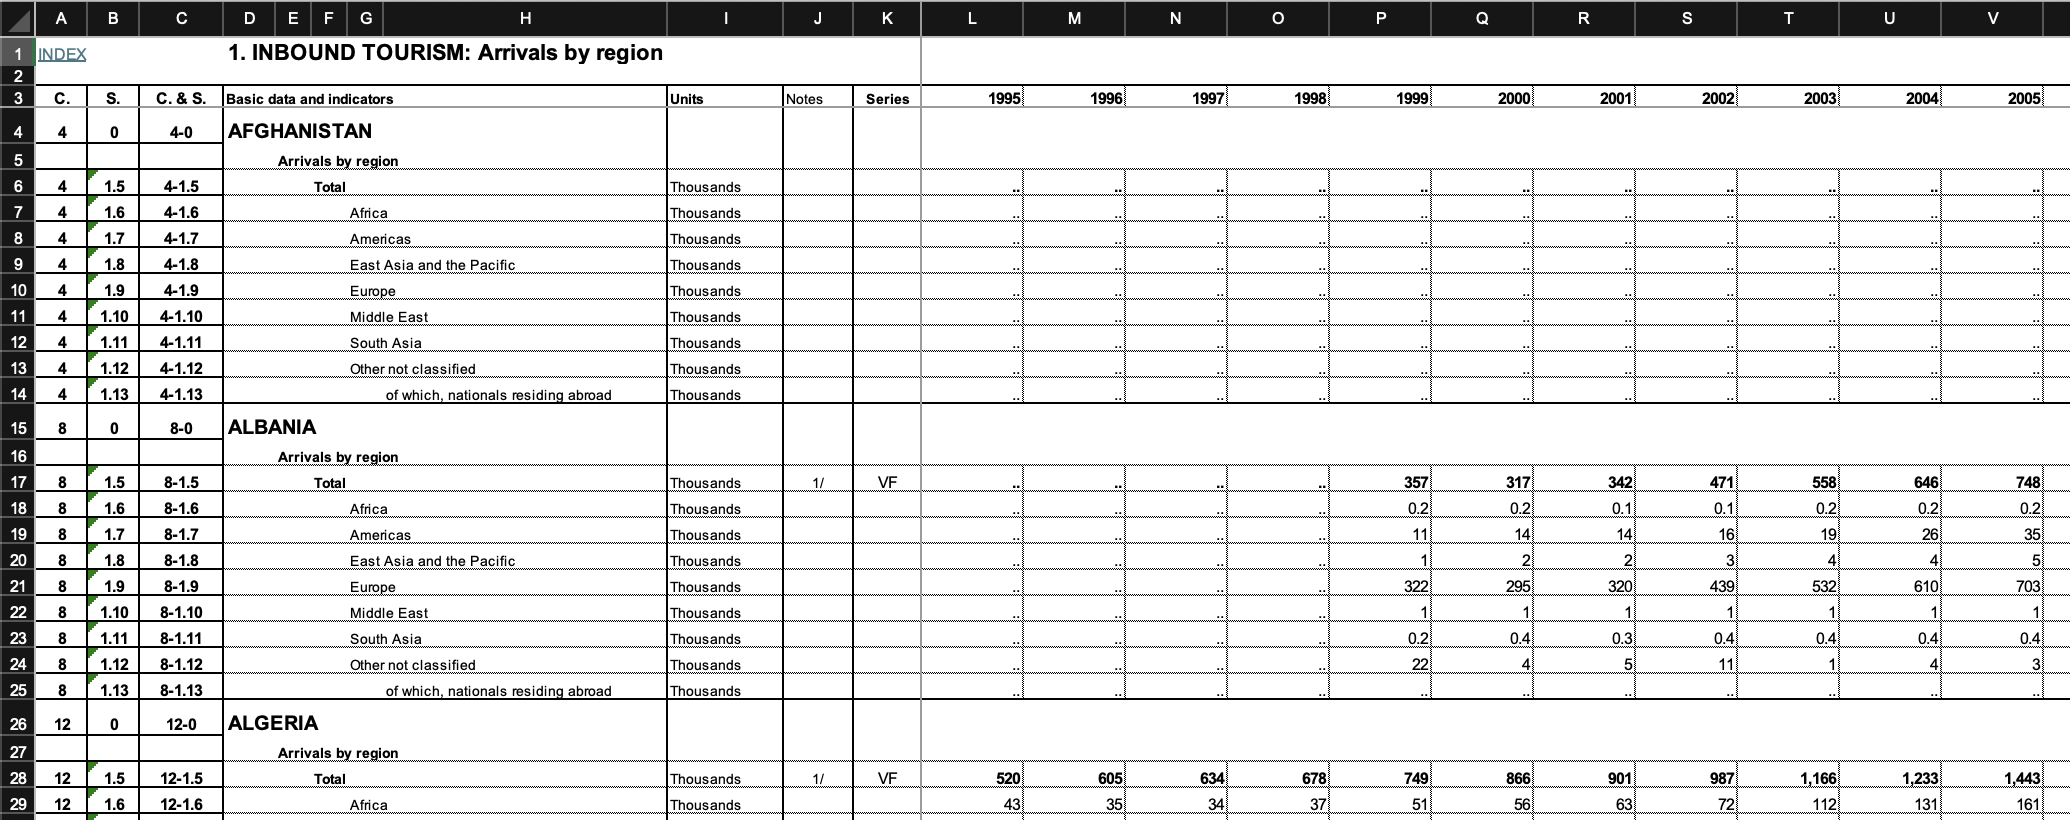 A B C D E F G H I J K L M N O P Q R S T U V
1 INDEX 1. INBOUND TOURISM: Arrivals by region
2
3 C. S. C. & S. Basic data and indicators Units Notes Series 1995 1996 1997 1998 1999 2000 2001 2002 2003 2004 2005
4 4 0 4-0 AFGHANISTAN
5 Arrivals by region
6 4 1.5 4-1.5 Total Thousands .. .. .. .. .. .. .. .. .. .. ..
7 4 1.6 4-1.6 Africa Thousands .. .. .. .. .. .. .. .. .. .. ..
8 4 1.7 4-1.7 Americas Thousands .. .. .. .. .. .. .. .. .. .. ..
9 4 1.8 4-1.8 East Asia and the Pacific Thousands .. .. .. .. .. .. .. .. .. .. ..
10 4 1.9 4-1.9 Europe Thousands .. .. .. .. .. .. .. .. .. .. ..
11 4 1.10 4-1.10 Middle East Thousands .. .. .. .. .. .. .. .. .. .. ..
12 4 1.11 4-1.11 South Asia Thousands .. .. .. .. .. .. .. .. .. .. ..
13 4 1.12 4-1.12 Other not classified Thousands .. .. .. .. .. .. .. .. .. .. ..
14 4 1.13 4-1.13 of which, nationals residing abroad Thousands .. .. .. .. .. .. .. .. .. .. ..
15 8 0 8-0 ALBANIA
16 Arrivals by region
17 8 1.5 8-1.5 Total Thousands 1/ VF .. .. .. .. 357 317 342 471 558 646 748
18 8 1.6 8-1.6 Africa Thousands .. .. .. .. 0.2 0.2 0.1 0.1 0.2 0.2 0.2
19 8 1.7 8-1.7 Americas Thousands .. .. .. .. 11 14 14 16 19 26 35
20 8 1.8 8-1.8 East Asia and the Pacific Thousands .. .. .. .. 1 2 2 3 4 4 5
21 8 1.9 8-1.9 Europe Thousands .. .. .. .. 322 295 320 439 532 610 703
22 8 1.10 8-1.10 Middle East Thousands .. .. .. .. 1 1 1 1 1 1 1
23 8 1.11 8-1.11 South Asia Thousands .. .. .. .. 0.2 0.4 0.3 0.4 0.4 0.4 0.4
24 8 1.12 8-1.12 Other not classified Thousands .. .. .. .. 22 4 5 11 1 4 3
25 8 1.13 8-1.13 of which, nationals residing abroad Thousands .. .. .. .. .. .. .. .. .. .. ..
26 12 0 12-0 ALGERIA
27 Arrivals by region
28 12 1.5 12-1.5 Total Thousands 1/ VF 520 605 634 678 749 866 901 987 1,166 1,233 1,443
29 12 1.6 12-1.6 Africa Thousands 43 35 34 37 51 56 63 72 112 131 161